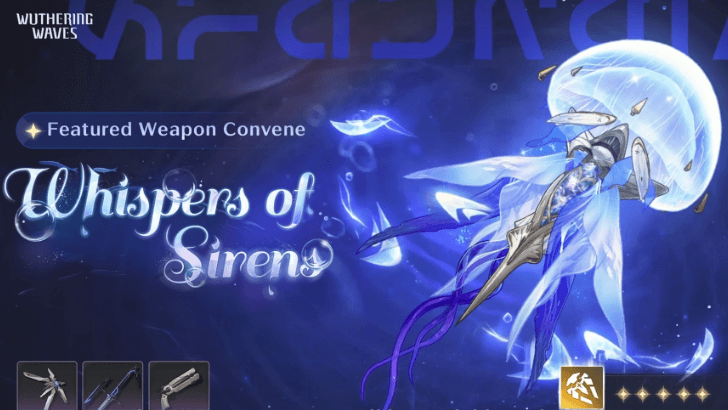 WUTHERING
WAVES
Featured Weapon Convene
Whispers of
Sirens